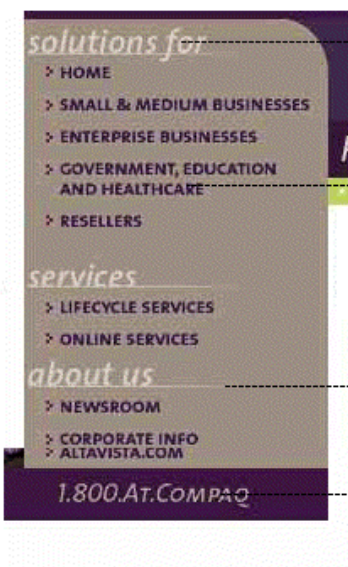 solutions for
> HOME
> SMALL & MEDIUM BUSINESSES
> ENTERPRISE BUSINESSES
> GOVERNMENT, EDUCATION
AND HEALTHCARE
> RESELLERS
services
> LIFECYCLE SERVICES
> ONLINE SERVICES
about us
> NEWSROOM
> CORPORATE INFO
> ALTAVISTA.COM
1.800.AT.COMPAQ